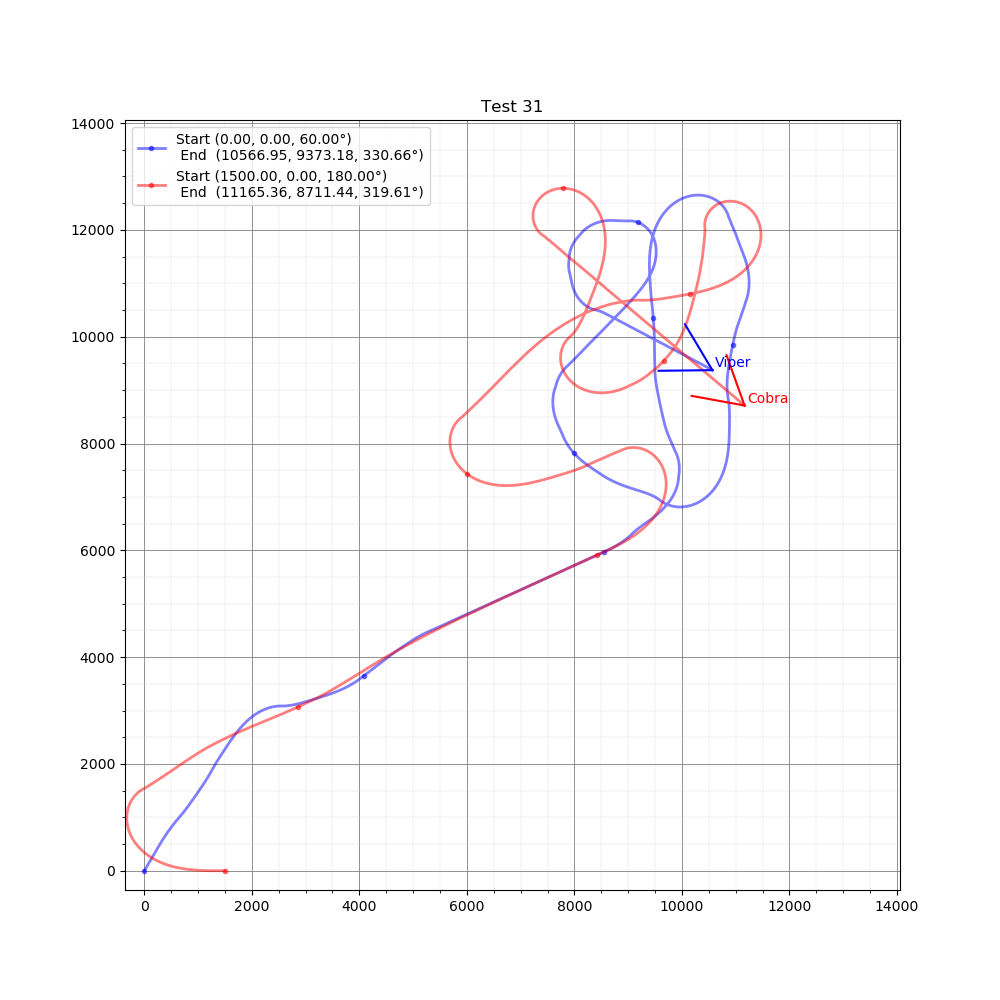 Test 31
Start (0.00, 0.00, 60.00°)
End (10566.95, 9373.18, 330.66°)
Start (1500.00, 0.00, 180.00°)
End (11165.36, 8711.44, 319.61°)
14000
12000
10000
8000
6000
4000
2000
0
Viper
Cobra
0 2000 4000 6000 8000 10000 12000 14000